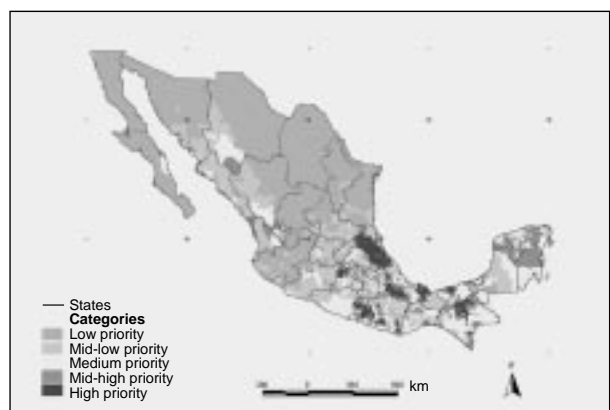 States
Categories
Low priority
Mid-low priority
Medium priority
Mid-high priority
High priority
km